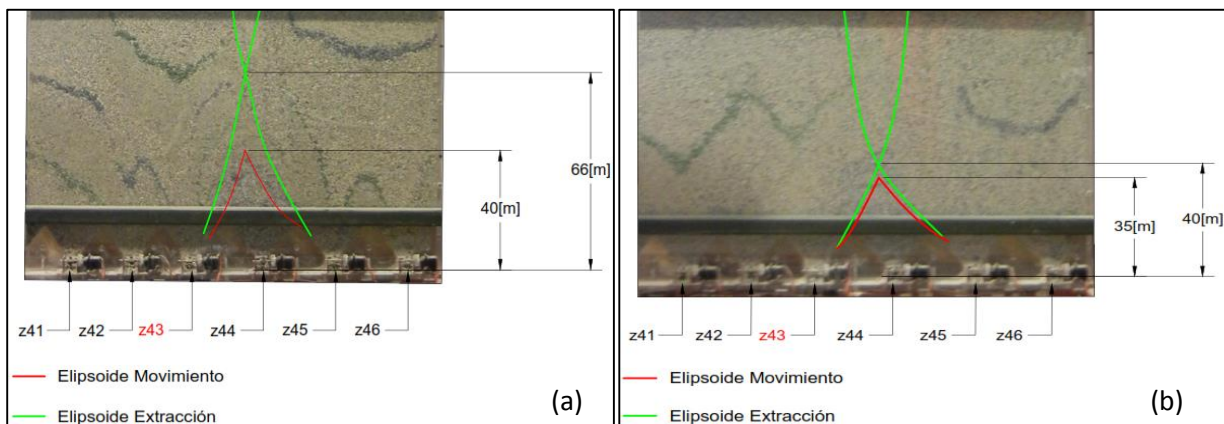 66[m]
40[m]
z41
z42
z43
z44
z45
z46
Elipsoide Movimiento
Elipsoide Extracción
(a)
40[m]
35[m]
z41
z42
z43
z44
z45
z46
Elipsoide Movimiento
Elipsoide Extracción
(b)